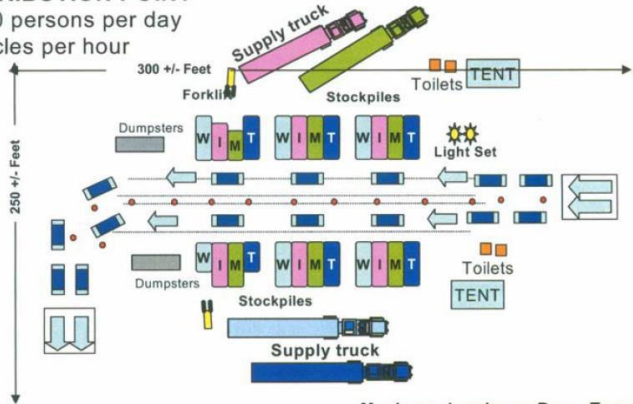 0 persons per day
cles per hour
Supply truck
300 +/- Feet
Forklift
Stockpiles
Toilets
TENT
Dumpsters
W I M T
W I M T
W I M T
Light Set
250 +/- Feet
W I M T
W I M T
W I M T
Dumpsters
Toilets
TENT
Stockpiles
Supply truck